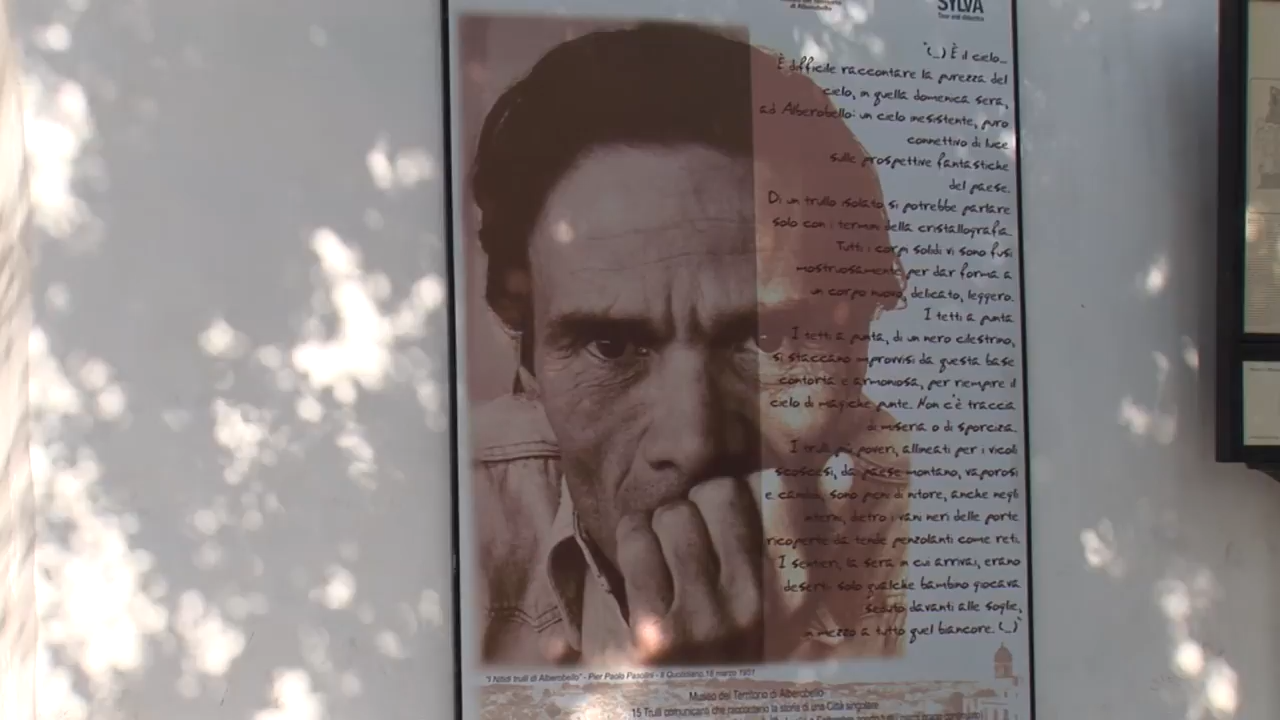 di Alberobello
SYLVA
Tour and didactics
"(...) È il cielo...
È difficile raccontare la purezza del
cielo, in quella domenica sera,
ad Alberobello: un cielo inesistente, puro
connettivo di luce
sulle prospettive fantastiche
del paese.
Di un trullo isolato si potrebbe parlare
solo con i termini della cristallografia.
Tutti i corpi solidi vi sono fusi
mostruosamente per dar forma a
un corpo nuovo, delicato, leggero.
I tetti a punta
I tetti a punta, di un nero cilestrino,
si staccano improvvisi da questa base
contorta e armoniosa, per riempire il
cielo di magiche punte. Non c'è traccia
di miseria o di sporcizia.
I trulli più poveri, allineati per i vicoli
scoscesi, da paese montano, vaporosi
e candidi, sono pieni di nitore, anche negli
interni, dietro i vani neri delle porte
ricoperte da tende penzolanti come reti.
I sentieri, la sera in cui arrivai, erano
deserti: solo qualche bambino giocava
seduto davanti alle soglie,
in mezzo a tutto quel biancore. (...)"
"I Nitidi trulli di Alberobello" - Pier Paolo Pasolini - Il Quotidiano, 16 marzo 1951
Museo del Territorio di Alberobello
15 Trulli comunicanti che raccontano la storia di una Città singolare